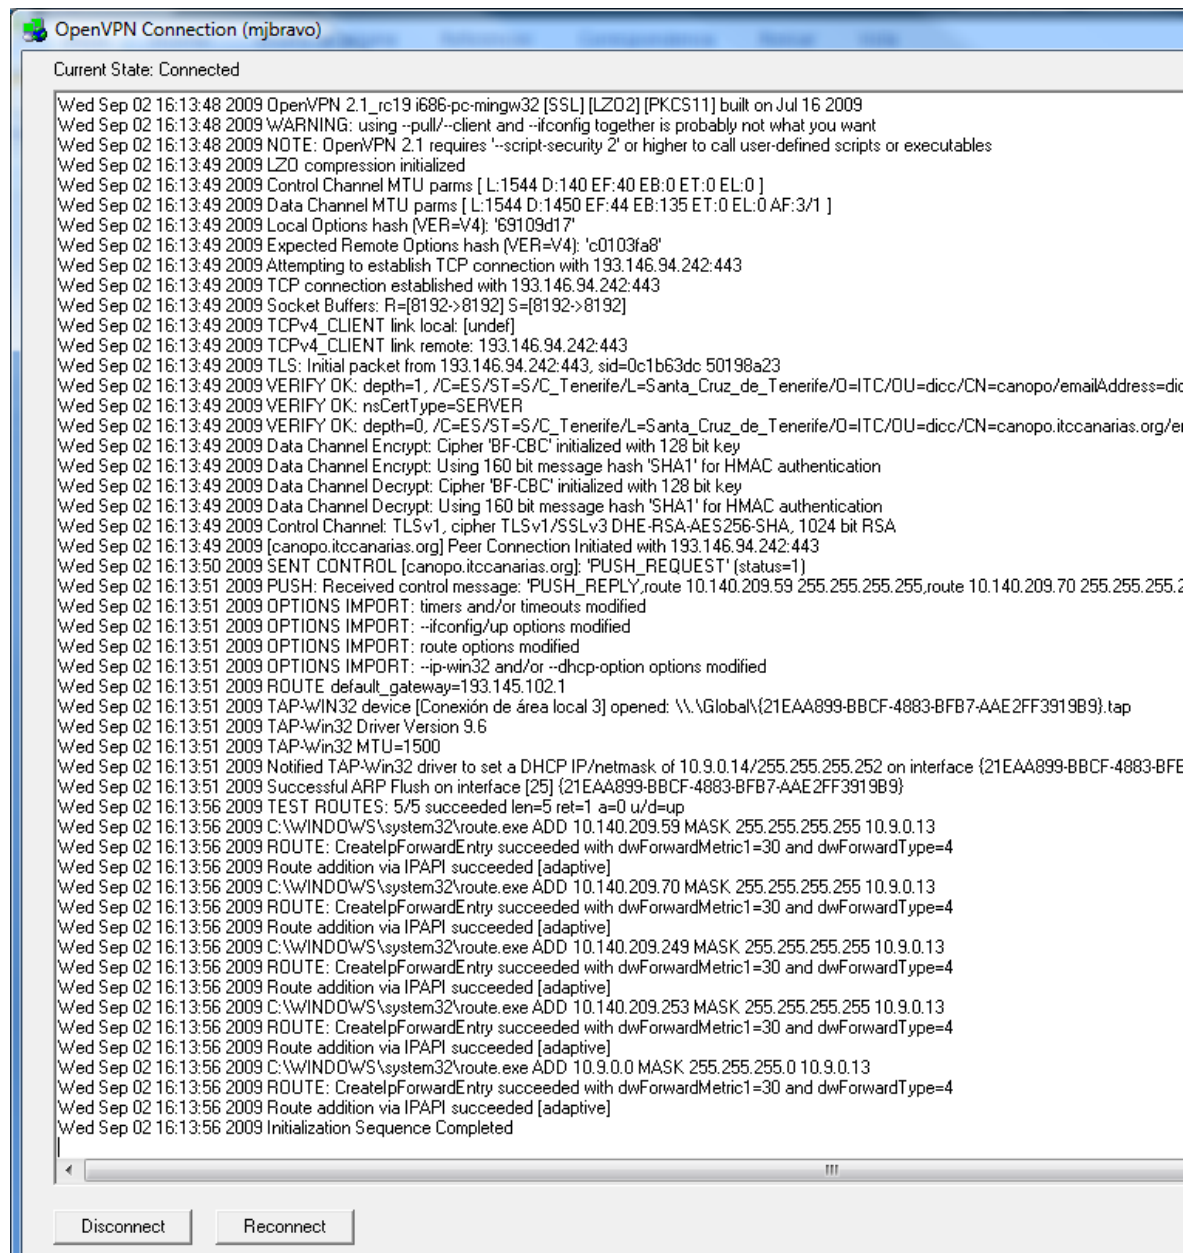 OpenVPN Connection (mjbravo)
Current State: Connected
Wed Sep 02 16:13:48 2009 OpenVPN 2.1_rc19 i686-pc-mingw32 [SSL] [LZO2] [PKCS11] built on Jul 16 2009
Wed Sep 02 16:13:48 2009 WARNING: using --pull/--client and --ifconfig together is probably not what you want
Wed Sep 02 16:13:48 2009 NOTE: OpenVPN 2.1 requires '--script-security 2' or higher to call user-defined scripts or executables
Wed Sep 02 16:13:49 2009 LZO compression initialized
Wed Sep 02 16:13:49 2009 Control Channel MTU parms [ L:1544 D:140 EF:40 EB:0 ET:0 EL:0 ]
Wed Sep 02 16:13:49 2009 Data Channel MTU parms [ L:1544 D:1450 EF:44 EB:135 ET:0 EL:0 AF:3/1 ]
Wed Sep 02 16:13:49 2009 Local Options hash (VER=V4): '69109d17'
Wed Sep 02 16:13:49 2009 Expected Remote Options hash (VER=V4): 'c0103fa8'
Wed Sep 02 16:13:49 2009 Attempting to establish TCP connection with 193.146.94.242:443
Wed Sep 02 16:13:49 2009 TCP connection established with 193.146.94.242:443
Wed Sep 02 16:13:49 2009 Socket Buffers: R=[8192->8192] S=[8192->8192]
Wed Sep 02 16:13:49 2009 TCPv4_CLIENT link local: [undef]
Wed Sep 02 16:13:49 2009 TCPv4_CLIENT link remote: 193.146.94.242:443
Wed Sep 02 16:13:49 2009 TLS: Initial packet from 193.146.94.242:443, sid=0c1b63dc 50198a23
Wed Sep 02 16:13:49 2009 VERIFY OK: depth=1, /C=ES/ST=S/C_Tenerife/L=Santa_Cruz_de_Tenerife/O=ITC/OU=dicc/CN=canopo/emailAddress=dic
Wed Sep 02 16:13:49 2009 VERIFY OK: nsCertType=SERVER
Wed Sep 02 16:13:49 2009 VERIFY OK: depth=0, /C=ES/ST=S/C_Tenerife/L=Santa_Cruz_de_Tenerife/O=ITC/OU=dicc/CN=canopo.itccanarias.org/e
Wed Sep 02 16:13:49 2009 Data Channel Encrypt: Cipher 'BF-CBC' initialized with 128 bit key
Wed Sep 02 16:13:49 2009 Data Channel Encrypt: Using 160 bit message hash 'SHA1' for HMAC authentication
Wed Sep 02 16:13:49 2009 Data Channel Decrypt: Cipher 'BF-CBC' initialized with 128 bit key
Wed Sep 02 16:13:49 2009 Data Channel Decrypt: Using 160 bit message hash 'SHA1' for HMAC authentication
Wed Sep 02 16:13:49 2009 Control Channel: TLSv1, cipher TLSv1/SSLv3 DHE-RSA-AES256-SHA, 1024 bit RSA
Wed Sep 02 16:13:49 2009 [canopo.itccanarias.org] Peer Connection Initiated with 193.146.94.242:443
Wed Sep 02 16:13:50 2009 SENT CONTROL [canopo.itccanarias.org]: 'PUSH_REQUEST' (status=1)
Wed Sep 02 16:13:51 2009 PUSH: Received control message: 'PUSH_REPLY,route 10.140.209.59 255.255.255.255,route 10.140.209.70 255.255.255.2
Wed Sep 02 16:13:51 2009 OPTIONS IMPORT: timers and/or timeouts modified
Wed Sep 02 16:13:51 2009 OPTIONS IMPORT: --ifconfig/up options modified
Wed Sep 02 16:13:51 2009 OPTIONS IMPORT: route options modified
Wed Sep 02 16:13:51 2009 OPTIONS IMPORT: --ip-win32 and/or --dhcp-option options modified
Wed Sep 02 16:13:51 2009 ROUTE default_gateway=193.145.102.1
Wed Sep 02 16:13:51 2009 TAP-WIN32 device [Conexión de área local 3] opened: \\.\Global\{21EAA899-BBCF-4883-BFB7-AAE2FF3919B9}.tap
Wed Sep 02 16:13:51 2009 TAP-Win32 Driver Version 9.6
Wed Sep 02 16:13:51 2009 TAP-Win32 MTU=1500
Wed Sep 02 16:13:51 2009 Notified TAP-Win32 driver to set a DHCP IP/netmask of 10.9.0.14/255.255.255.252 on interface {21EAA899-BBCF-4883-BFB
Wed Sep 02 16:13:51 2009 Successful ARP Flush on interface [25] {21EAA899-BBCF-4883-BFB7-AAE2FF3919B9}
Wed Sep 02 16:13:56 2009 TEST ROUTES: 5/5 succeeded len=5 ret=1 a=0 u/d=up
Wed Sep 02 16:13:56 2009 C:\WINDOWS\system32\route.exe ADD 10.140.209.59 MASK 255.255.255.255 10.9.0.13
Wed Sep 02 16:13:56 2009 ROUTE: CreateIpForwardEntry succeeded with dwForwardMetric1=30 and dwForwardType=4
Wed Sep 02 16:13:56 2009 Route addition via IPAPI succeeded [adaptive]
Wed Sep 02 16:13:56 2009 C:\WINDOWS\system32\route.exe ADD 10.140.209.70 MASK 255.255.255.255 10.9.0.13
Wed Sep 02 16:13:56 2009 ROUTE: CreateIpForwardEntry succeeded with dwForwardMetric1=30 and dwForwardType=4
Wed Sep 02 16:13:56 2009 Route addition via IPAPI succeeded [adaptive]
Wed Sep 02 16:13:56 2009 C:\WINDOWS\system32\route.exe ADD 10.140.209.249 MASK 255.255.255.255 10.9.0.13
Wed Sep 02 16:13:56 2009 ROUTE: CreateIpForwardEntry succeeded with dwForwardMetric1=30 and dwForwardType=4
Wed Sep 02 16:13:56 2009 Route addition via IPAPI succeeded [adaptive]
Wed Sep 02 16:13:56 2009 C:\WINDOWS\system32\route.exe ADD 10.140.209.253 MASK 255.255.255.255 10.9.0.13
Wed Sep 02 16:13:56 2009 ROUTE: CreateIpForwardEntry succeeded with dwForwardMetric1=30 and dwForwardType=4
Wed Sep 02 16:13:56 2009 Route addition via IPAPI succeeded [adaptive]
Wed Sep 02 16:13:56 2009 C:\WINDOWS\system32\route.exe ADD 10.9.0.0 MASK 255.255.255.0 10.9.0.13
Wed Sep 02 16:13:56 2009 ROUTE: CreateIpForwardEntry succeeded with dwForwardMetric1=30 and dwForwardType=4
Wed Sep 02 16:13:56 2009 Route addition via IPAPI succeeded [adaptive]
Wed Sep 02 16:13:56 2009 Initialization Sequence Completed
Disconnect
Reconnect